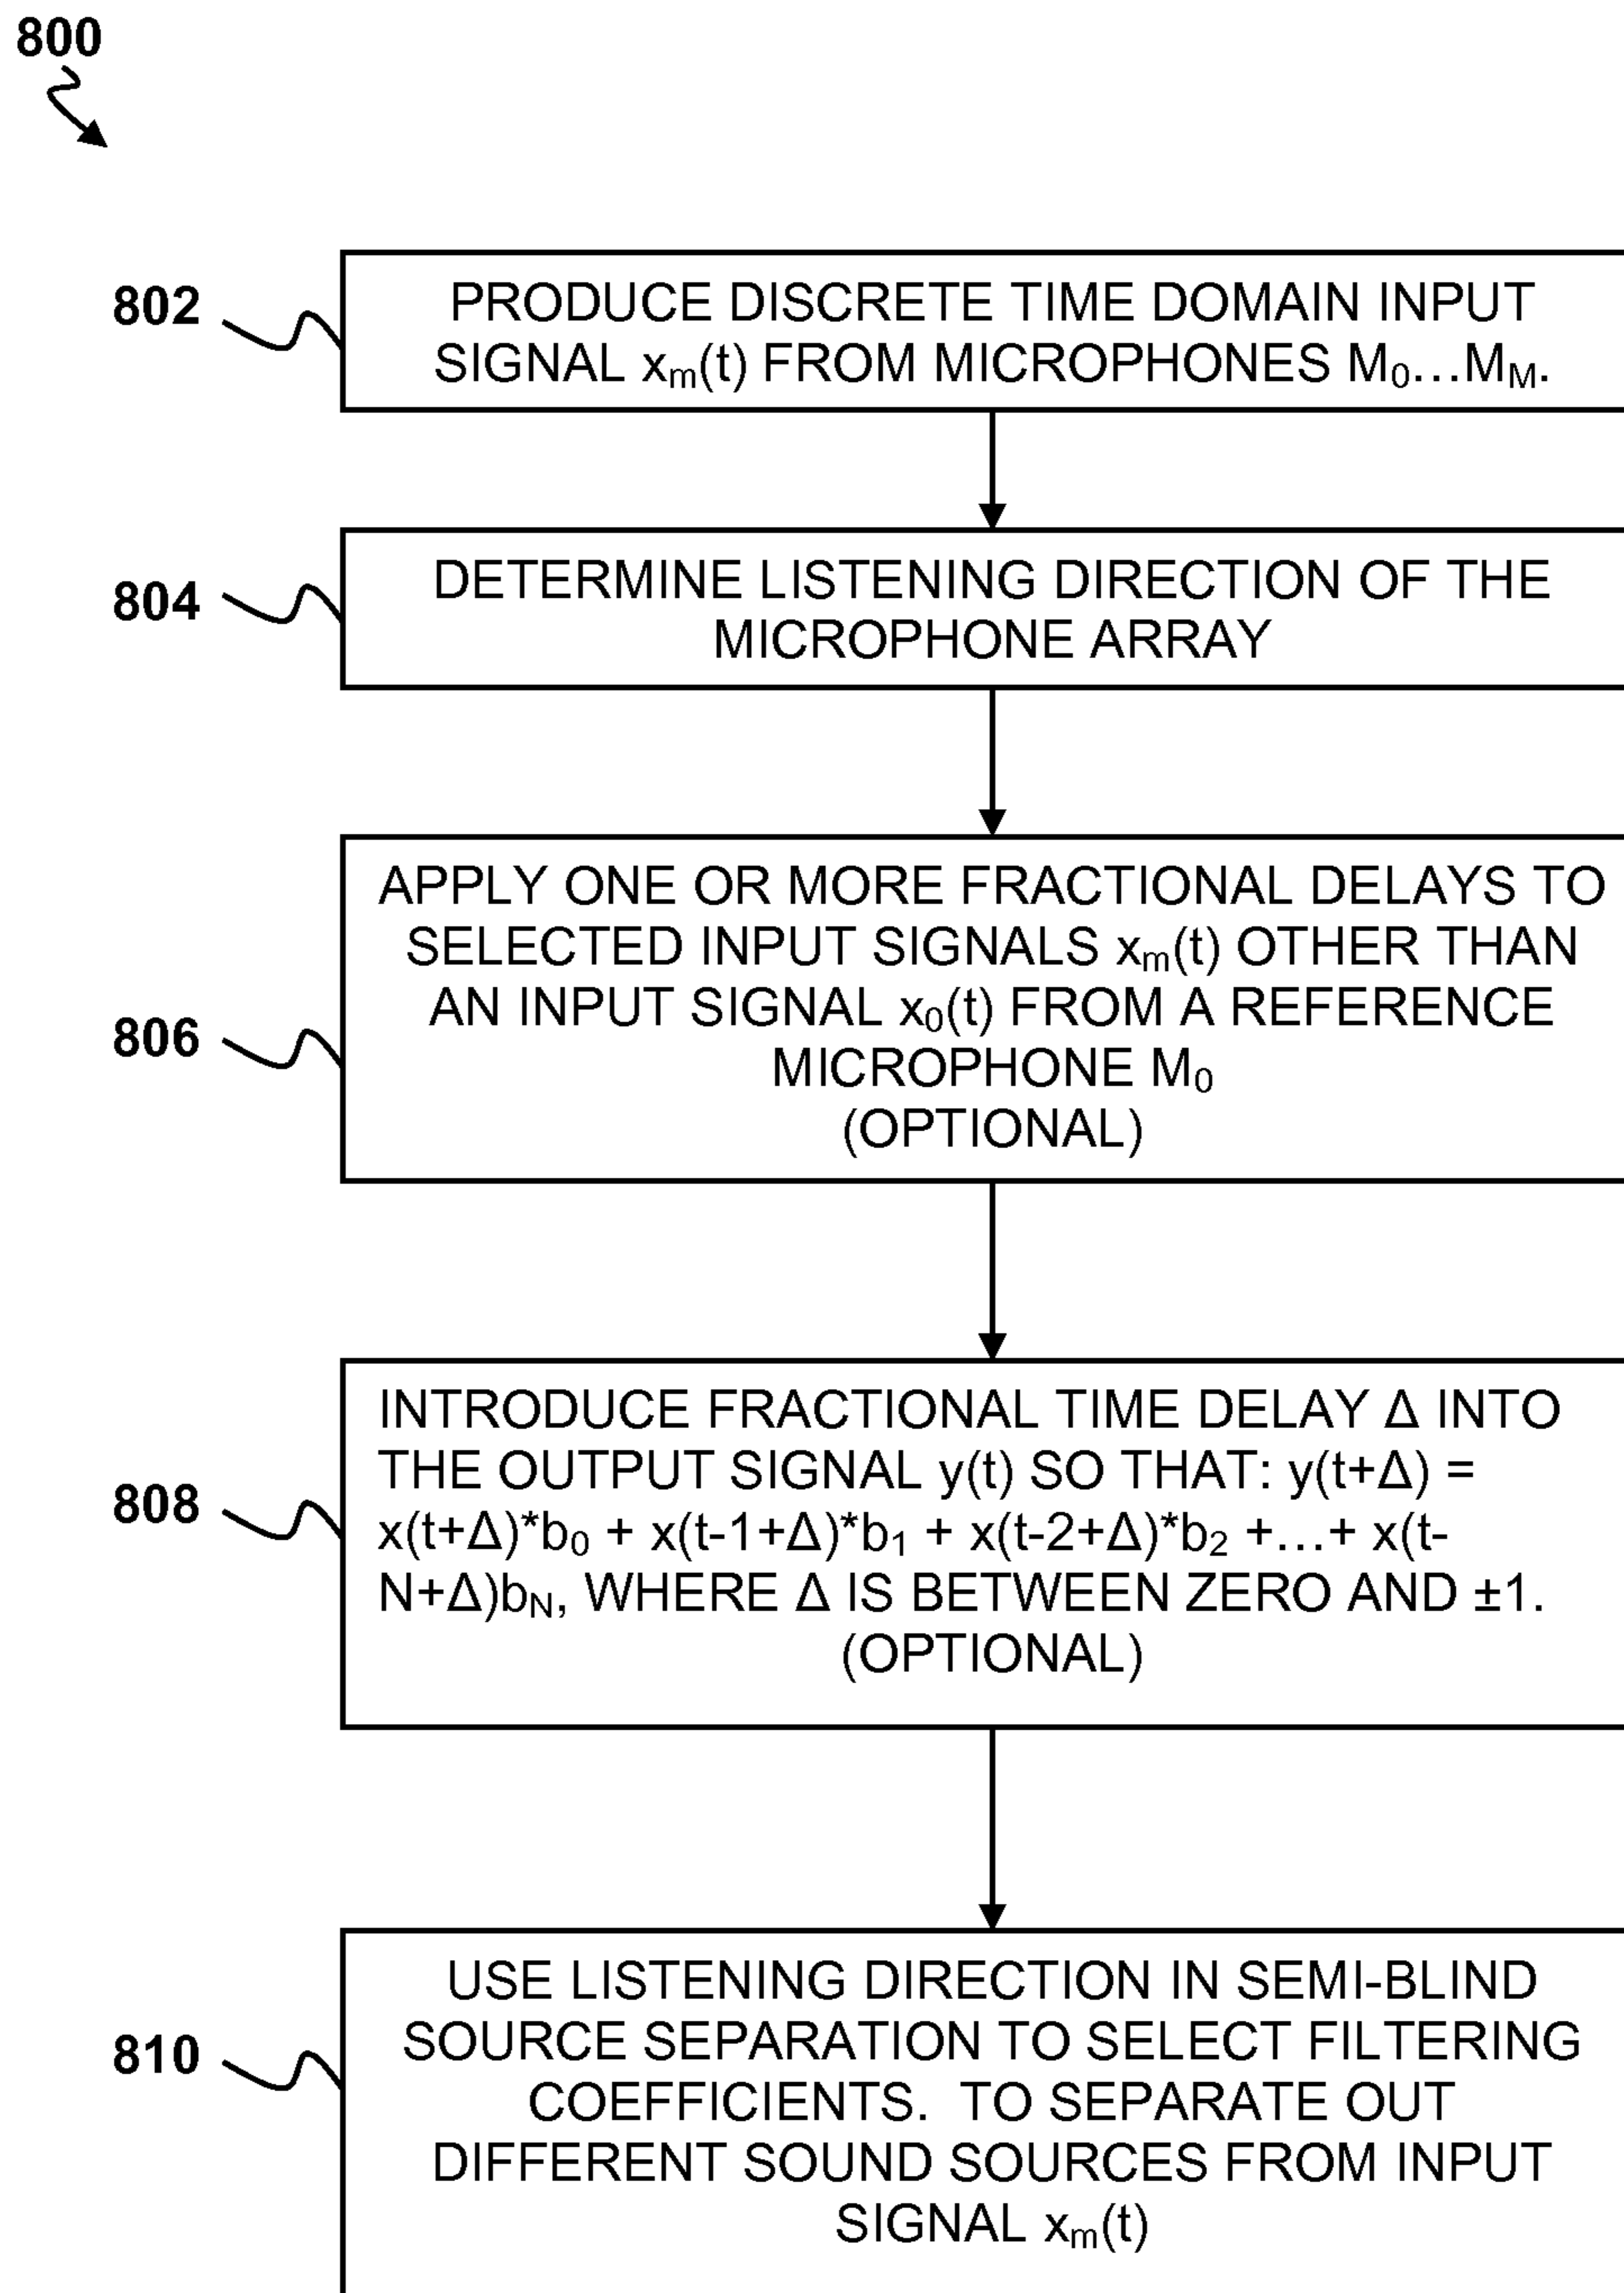 800
802
PRODUCE DISCRETE TIME DOMAIN INPUT
SIGNAL xₘ(t) FROM MICROPHONES M₀...M_M.
804
DETERMINE LISTENING DIRECTION OF THE
MICROPHONE ARRAY
806
APPLY ONE OR MORE FRACTIONAL DELAYS TO
SELECTED INPUT SIGNALS xₘ(t) OTHER THAN
AN INPUT SIGNAL x₀(t) FROM A REFERENCE
MICROPHONE M₀
(OPTIONAL)
808
INTRODUCE FRACTIONAL TIME DELAY Δ INTO
THE OUTPUT SIGNAL y(t) SO THAT: y(t+Δ) =
x(t+Δ)*b₀ + x(t-1+Δ)*b₁ + x(t-2+Δ)*b₂ +...+ x(t-
N+Δ)b_N, WHERE Δ IS BETWEEN ZERO AND ±1.
(OPTIONAL)
810
USE LISTENING DIRECTION IN SEMI-BLIND
SOURCE SEPARATION TO SELECT FILTERING
COEFFICIENTS.  TO SEPARATE OUT
DIFFERENT SOUND SOURCES FROM INPUT
SIGNAL xₘ(t)